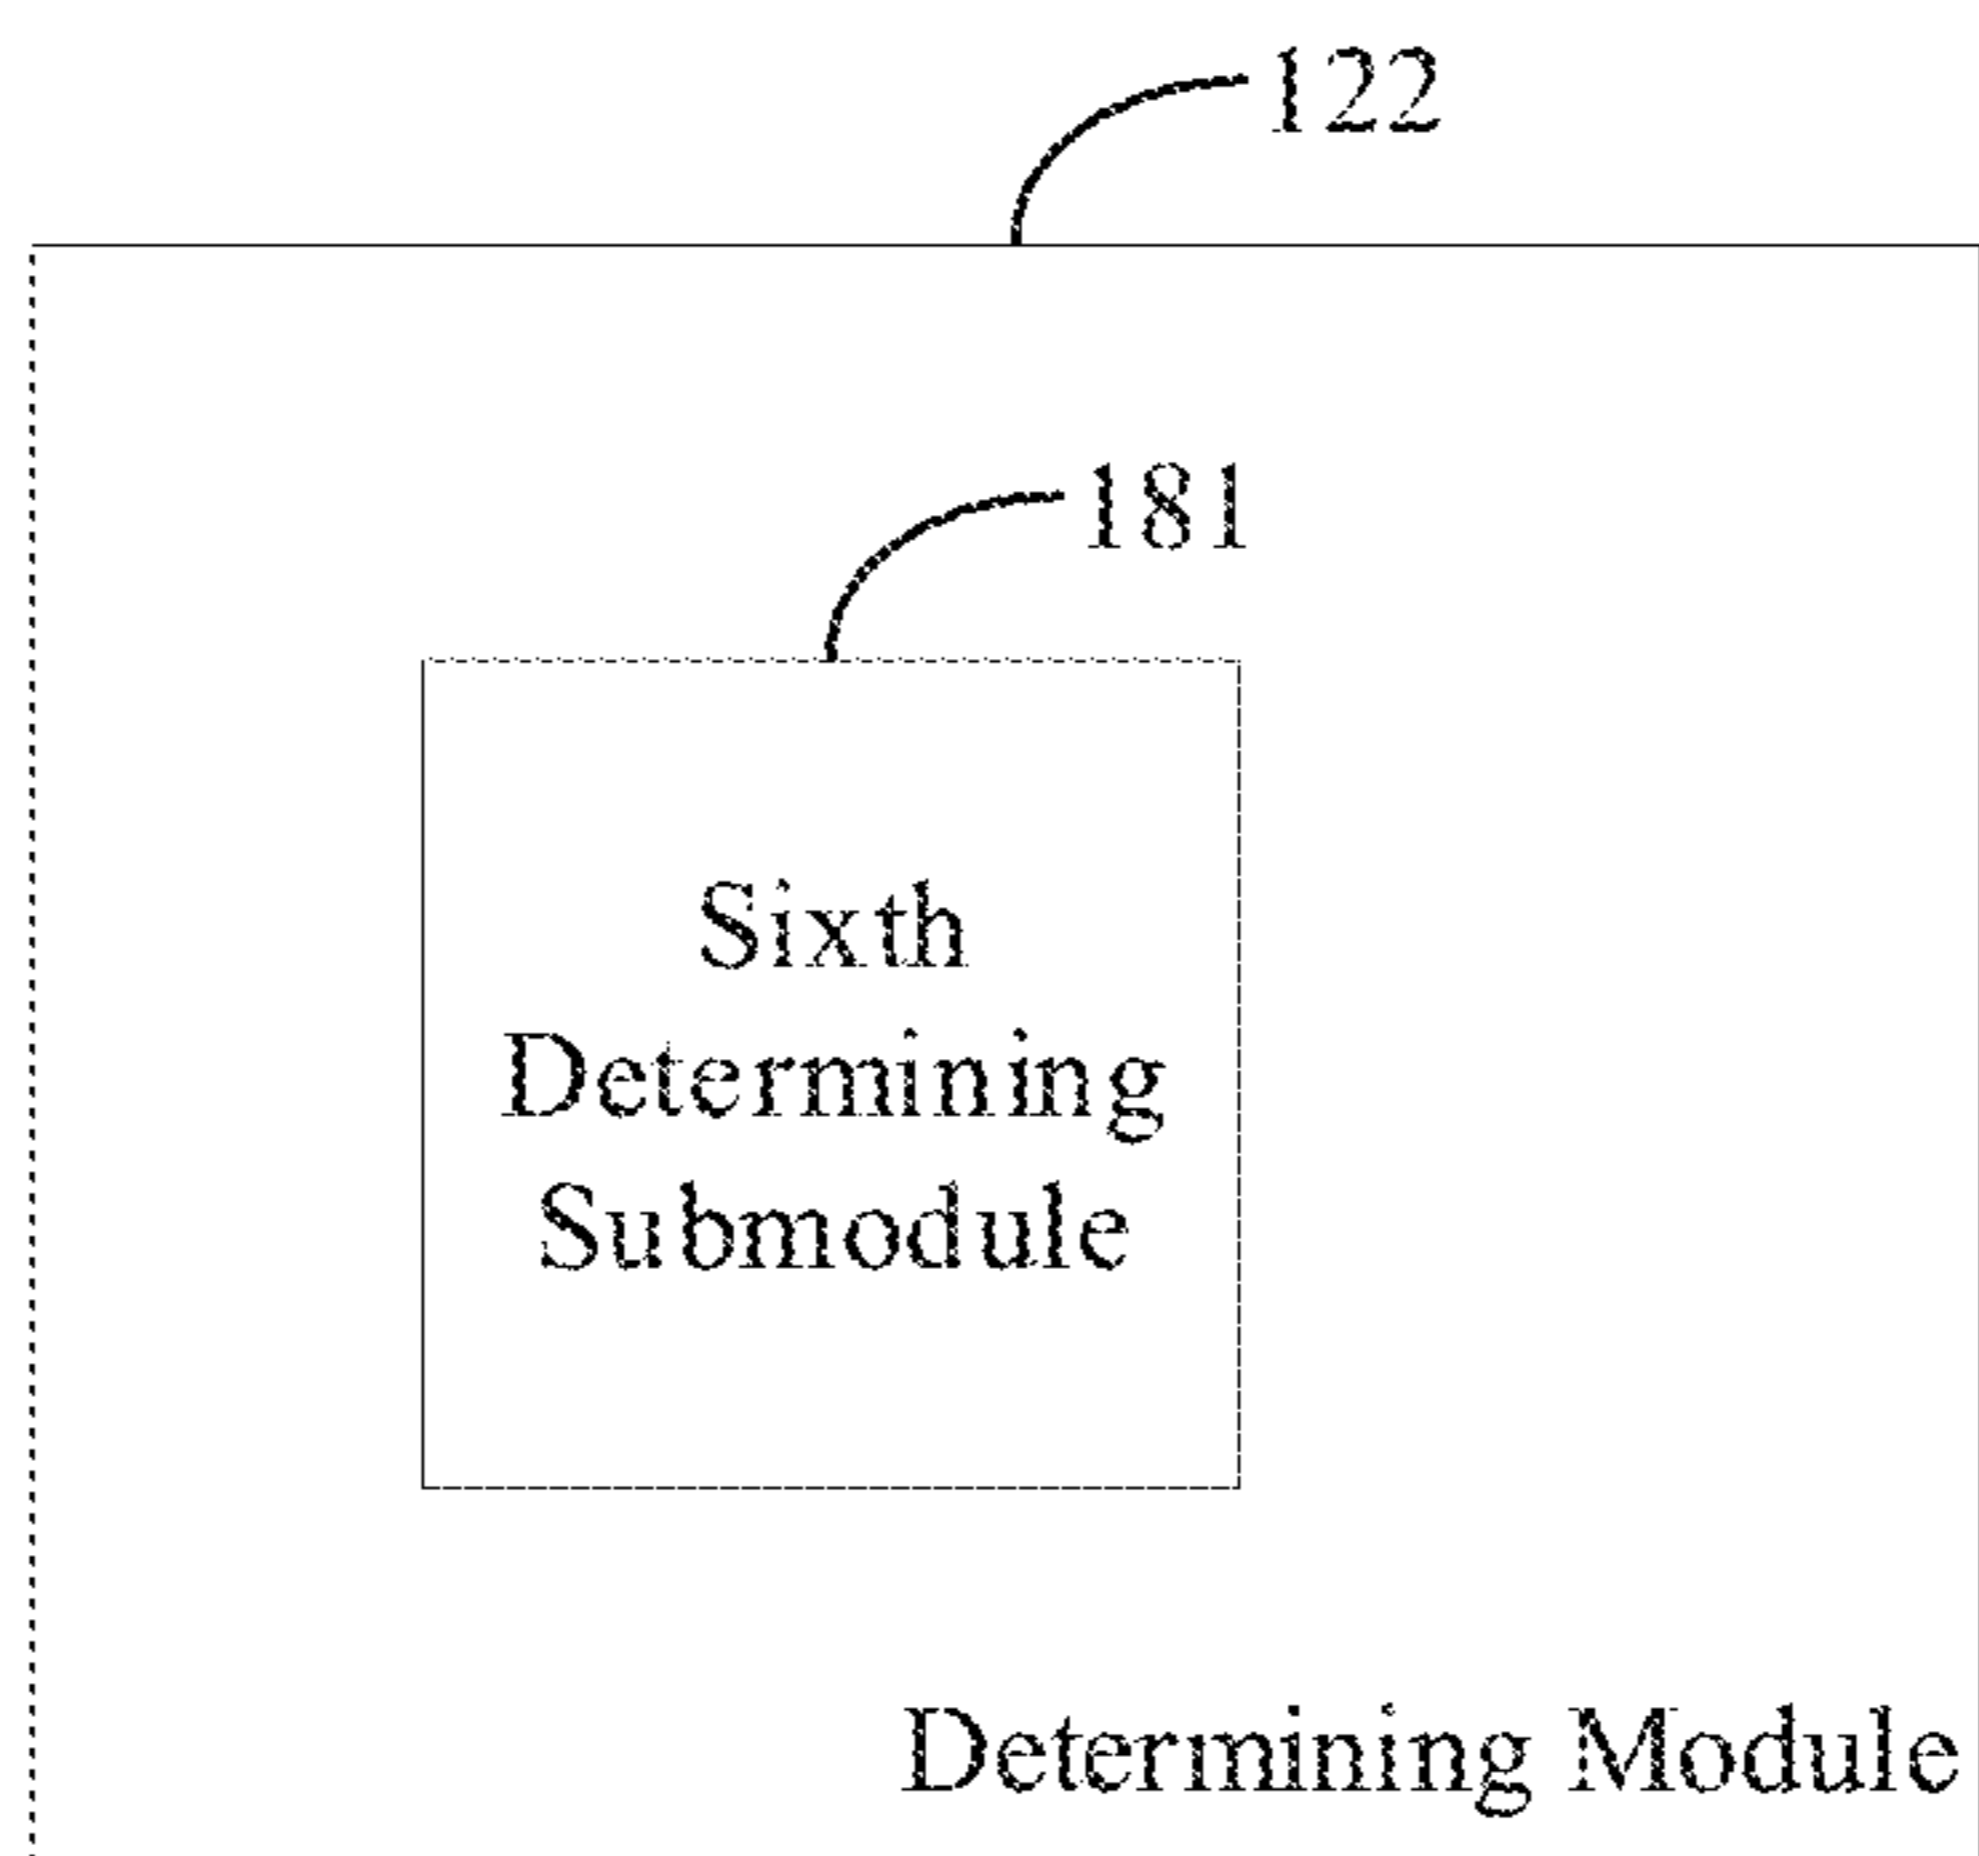 122
181
Sixth
Determining
Submodule
Determining Module